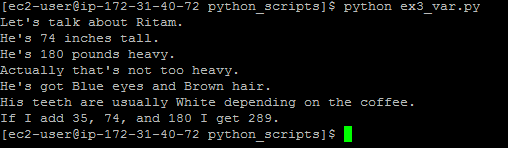 [ec2-user@ip-172-31-40-72 python_scripts]$ python ex3_var.py
Let's talk about Ritam.
He's 74 inches tall.
He's 180 pounds heavy.
Actually that's not too heavy.
He's got Blue eyes and Brown hair.
His teeth are usually White depending on the coffee.
If I add 35, 74, and 180 I get 289.
[ec2-user@ip-172-31-40-72 python_scripts]$